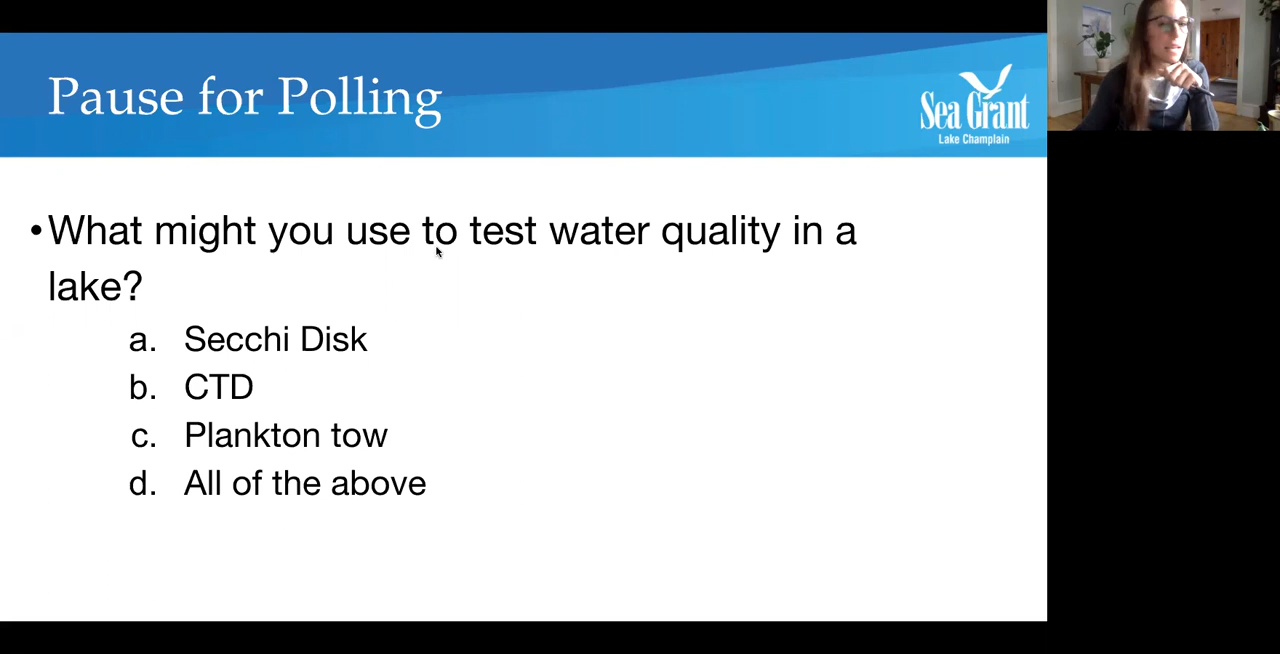 Pause for Polling
Sea Grant
Lake Champlain
•What might you use to test water quality in a
lake?
a. Secchi Disk
b. CTD
c. Plankton tow
d. All of the above